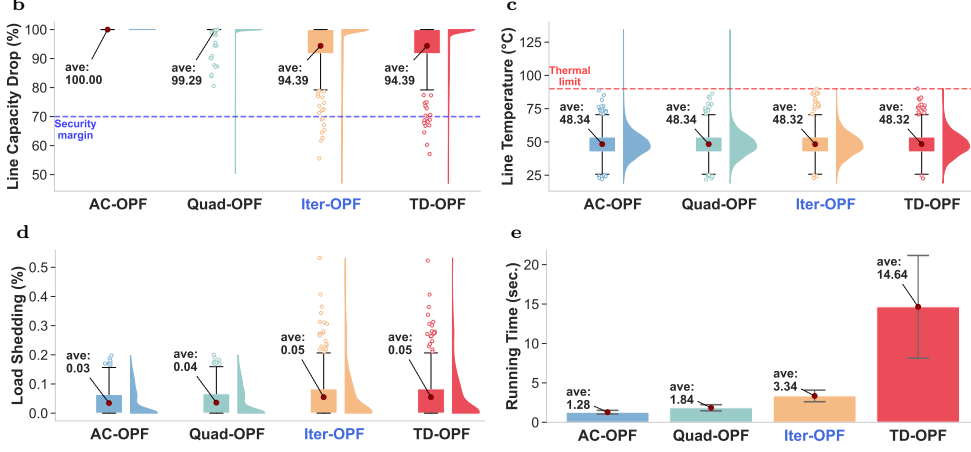 b
Line Capacity Drop (%)
100
90
80
70
60
50
ave:
100.00
ave:
99.29
ave:
94.39
ave:
94.39
Security
margin
AC-OPF
Quad-OPF
Iter-OPF
TD-OPF
c
Line Temperature (°C)
125
100
75
50
25
Thermal
limit
ave:
48.34
ave:
48.34
ave:
48.32
ave:
48.32
AC-OPF
Quad-OPF
Iter-OPF
TD-OPF
d
Load Shedding (%)
0.5
0.4
0.3
0.2
0.1
0.0
ave:
0.03
ave:
0.04
ave:
0.05
ave:
0.05
AC-OPF
Quad-OPF
Iter-OPF
TD-OPF
e
Running Time (sec.)
20
15
10
5
0
ave:
1.28
ave:
1.84
ave:
3.34
ave:
14.64
AC-OPF
Quad-OPF
Iter-OPF
TD-OPF